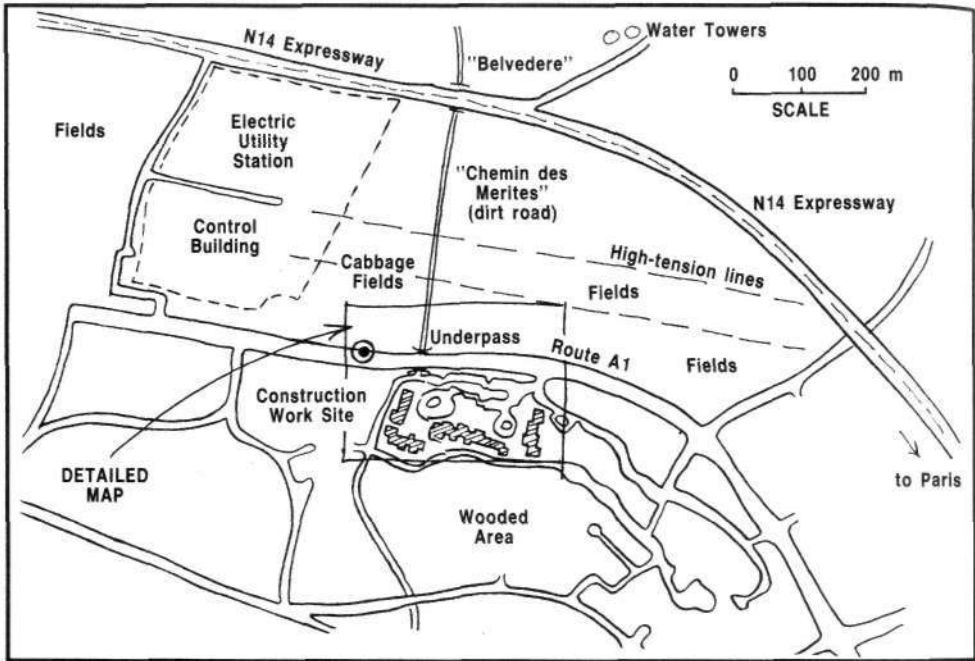 N14 Expressway
Water Towers
"Belvedere"
0 100 200 m
SCALE
Fields
Electric
Utility
Station
"Chemin des
Merites"
(dirt road)
N14 Expressway
Control
Building
High-tension lines
Cabbage
Fields
Fields
Underpass
Route A1
Fields
Construction
Work Site
DETAILED
MAP
to Paris
Wooded
Area